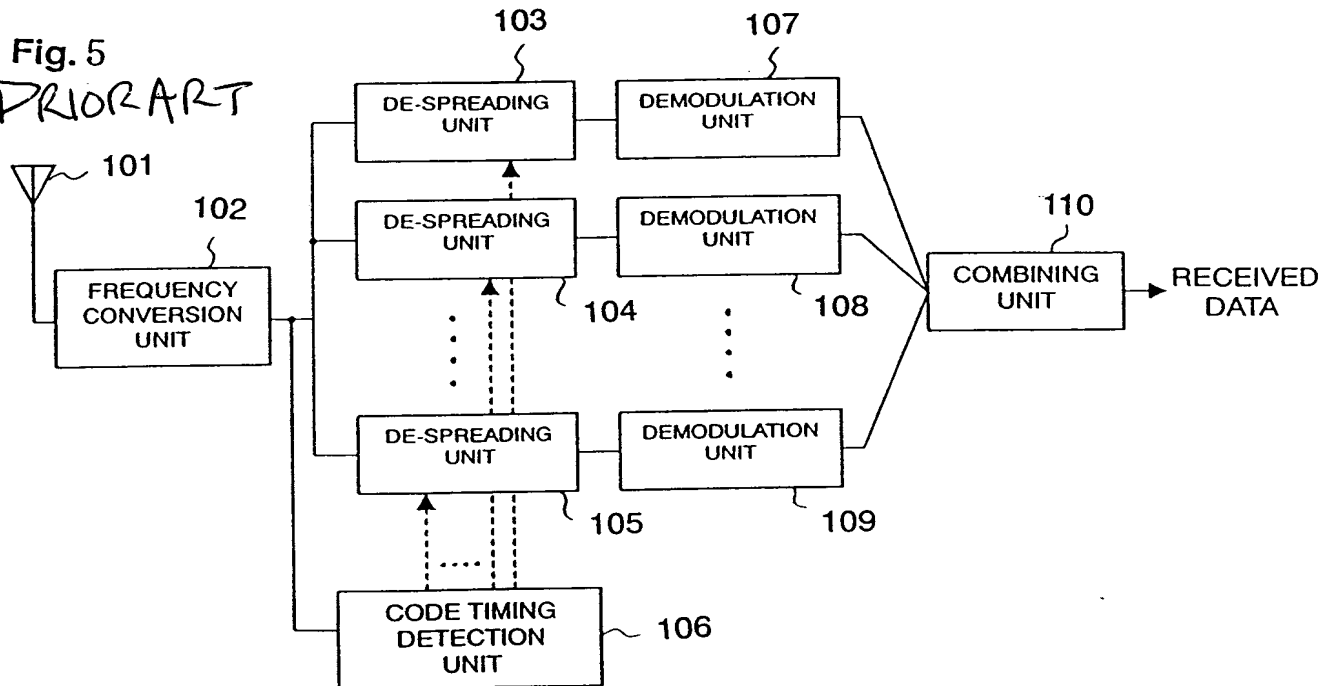 Fig. 5
PRIOR ART
101
102
FREQUENCY
CONVERSION
UNIT
103
DE-SPREADING
UNIT
107
DEMODULATION
UNIT
DE-SPREADING
UNIT
104
DEMODULATION
UNIT
108
110
COMBINING
UNIT
RECEIVED
DATA
DE-SPREADING
UNIT
105
DEMODULATION
UNIT
109
CODE TIMING
DETECTION
UNIT
106